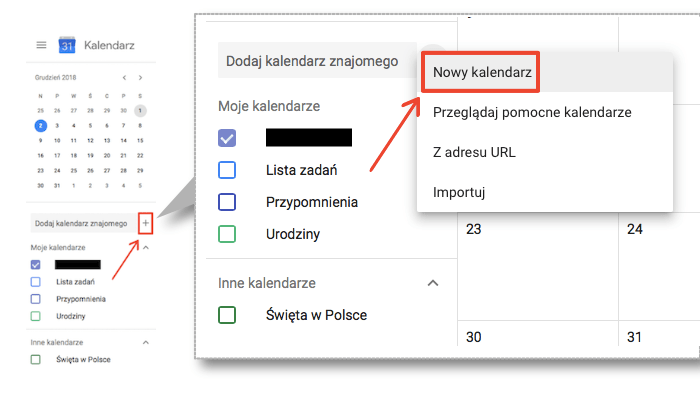 31 Kalendarz
Grudzień 2018
N P W Ś C P S
25 26 27 28 29 30 1
2 3 4 5 6 7 8
9 10 11 12 13 14 15
16 17 18 19 20 21 22
23 24 25 26 27 28 29
30 31 1 2 3 4 5
Dodaj kalendarz znajomego +
Moje kalendarze
Lista zadań
Przypomnienia
Urodziny
Inne kalendarze
Święta w Polsce
Dodaj kalendarz znajomego
Moje kalendarze
Lista zadań
Przypomnienia
Urodziny
Inne kalendarze
Święta w Polsce
Nowy kalendarz
Przeglądaj pomocne kalendarze
Z adresu URL
Importuj
23 24
30 31